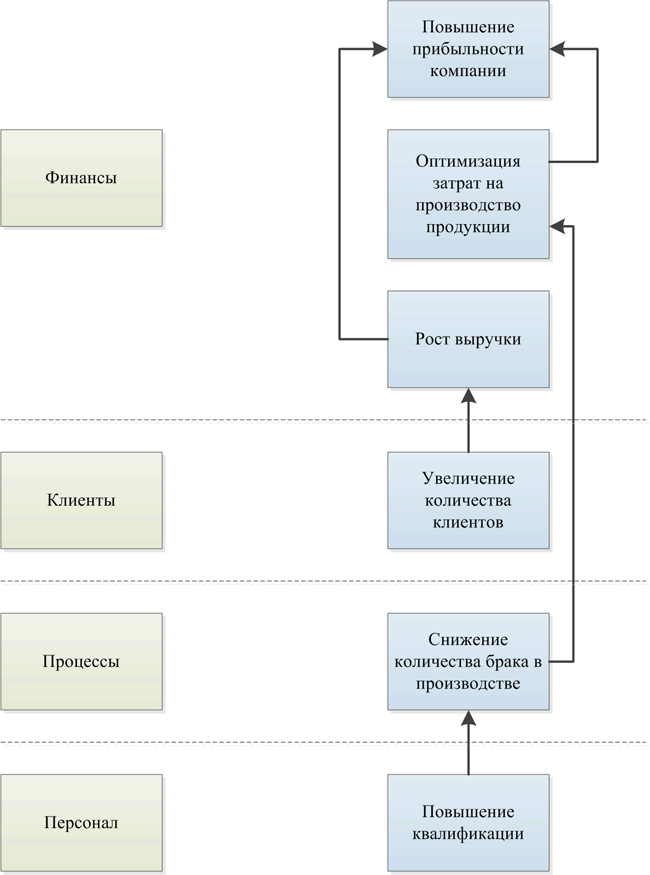 Повышение
прибыльности
компании
Финансы
Оптимизация
затрат на
производство
продукции
Рост выручки
Клиенты
Увеличение
количества
клиентов
Процессы
Снижение
количества брака в
производстве
Персонал
Повышение
квалификации